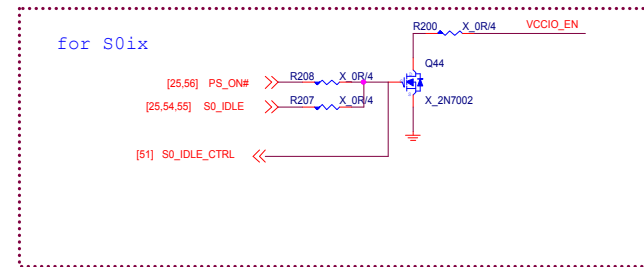 R200 X_0R/4 VCCIO_EN
for S0ix
Q44
[25,56] PS_ON# R208 X_0R/4
X_2N7002
[25,54,55] S0_IDLE R207 X_0R/4
[51] S0_IDLE_CTRL